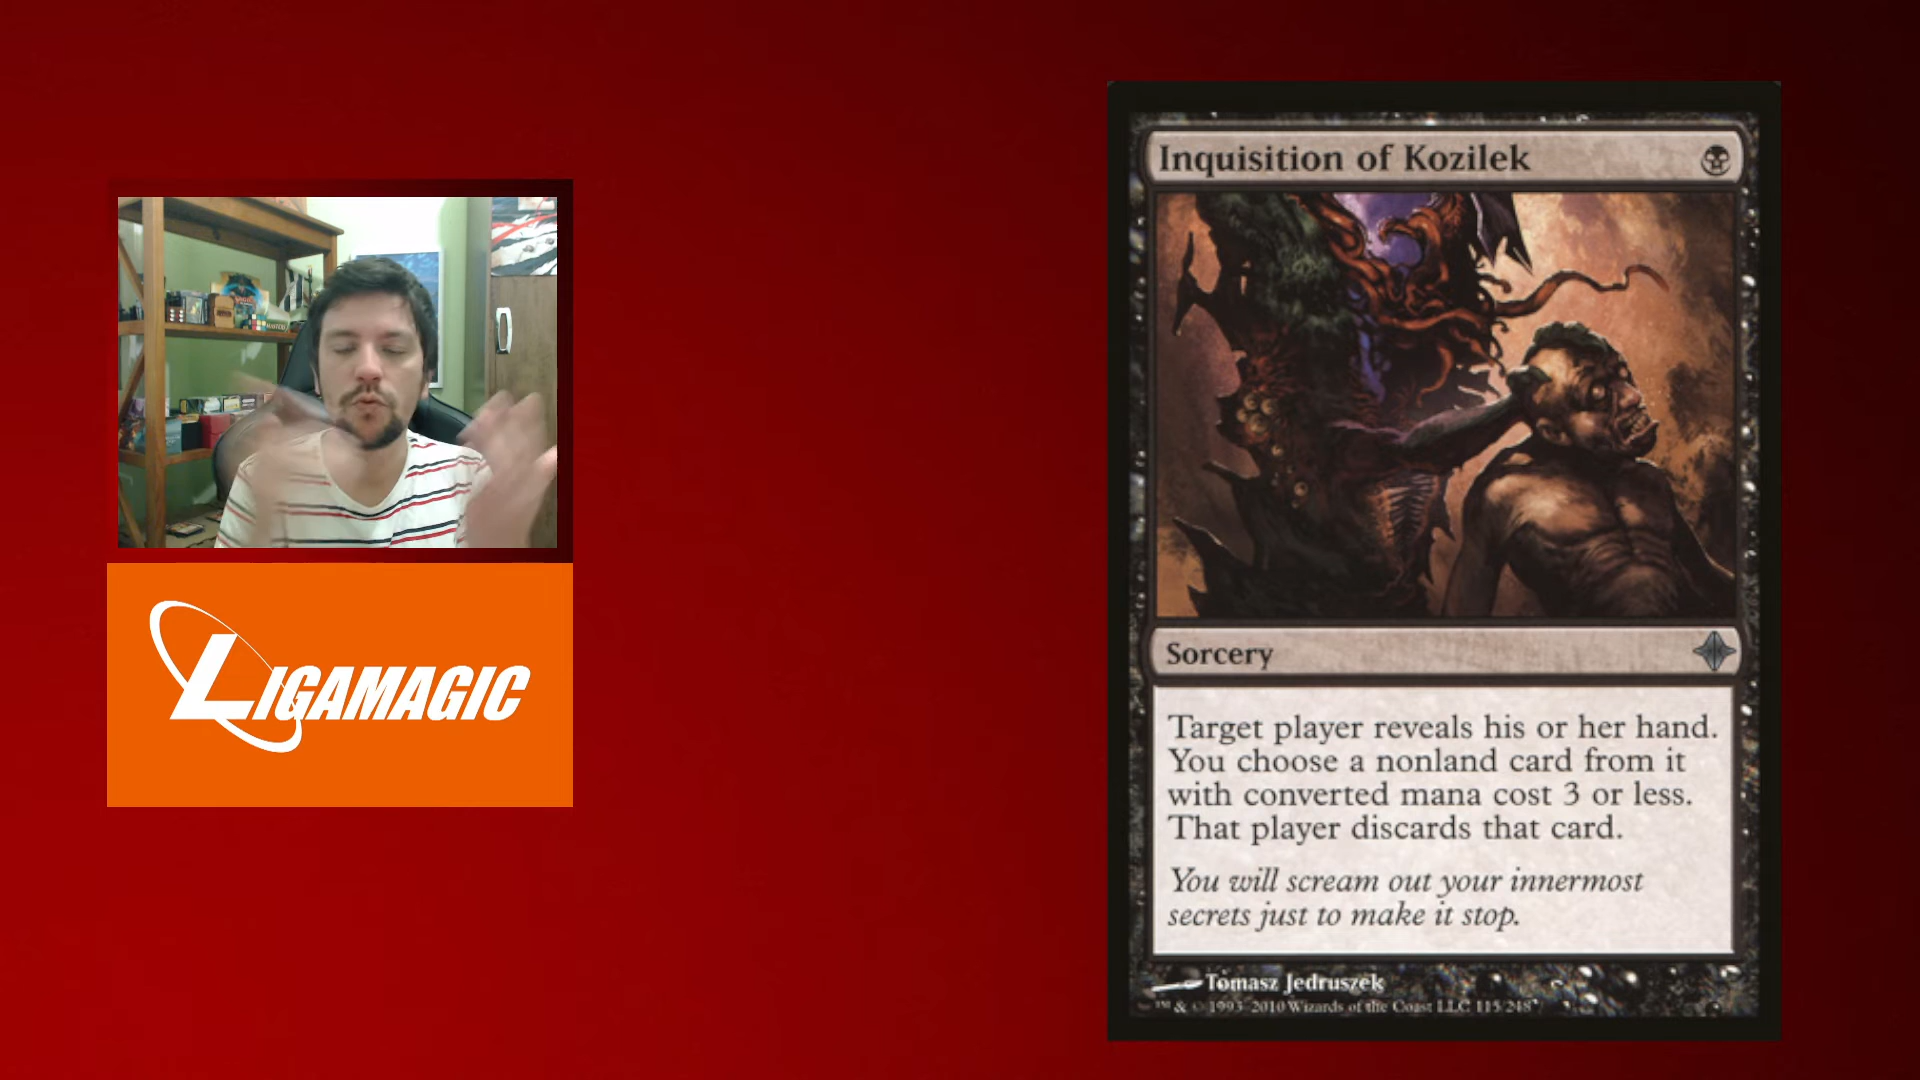 LIGAMAGIC
Inquisition of Kozilek
Sorcery
Target player reveals his or her hand.
You choose a nonland card from it
with converted mana cost 3 or less.
That player discards that card.
You will scream out your innermost
secrets just to make it stop.
Tomasz Jedruszek
™ & © 1993-2010 Wizards of the Coast LLC 115/248